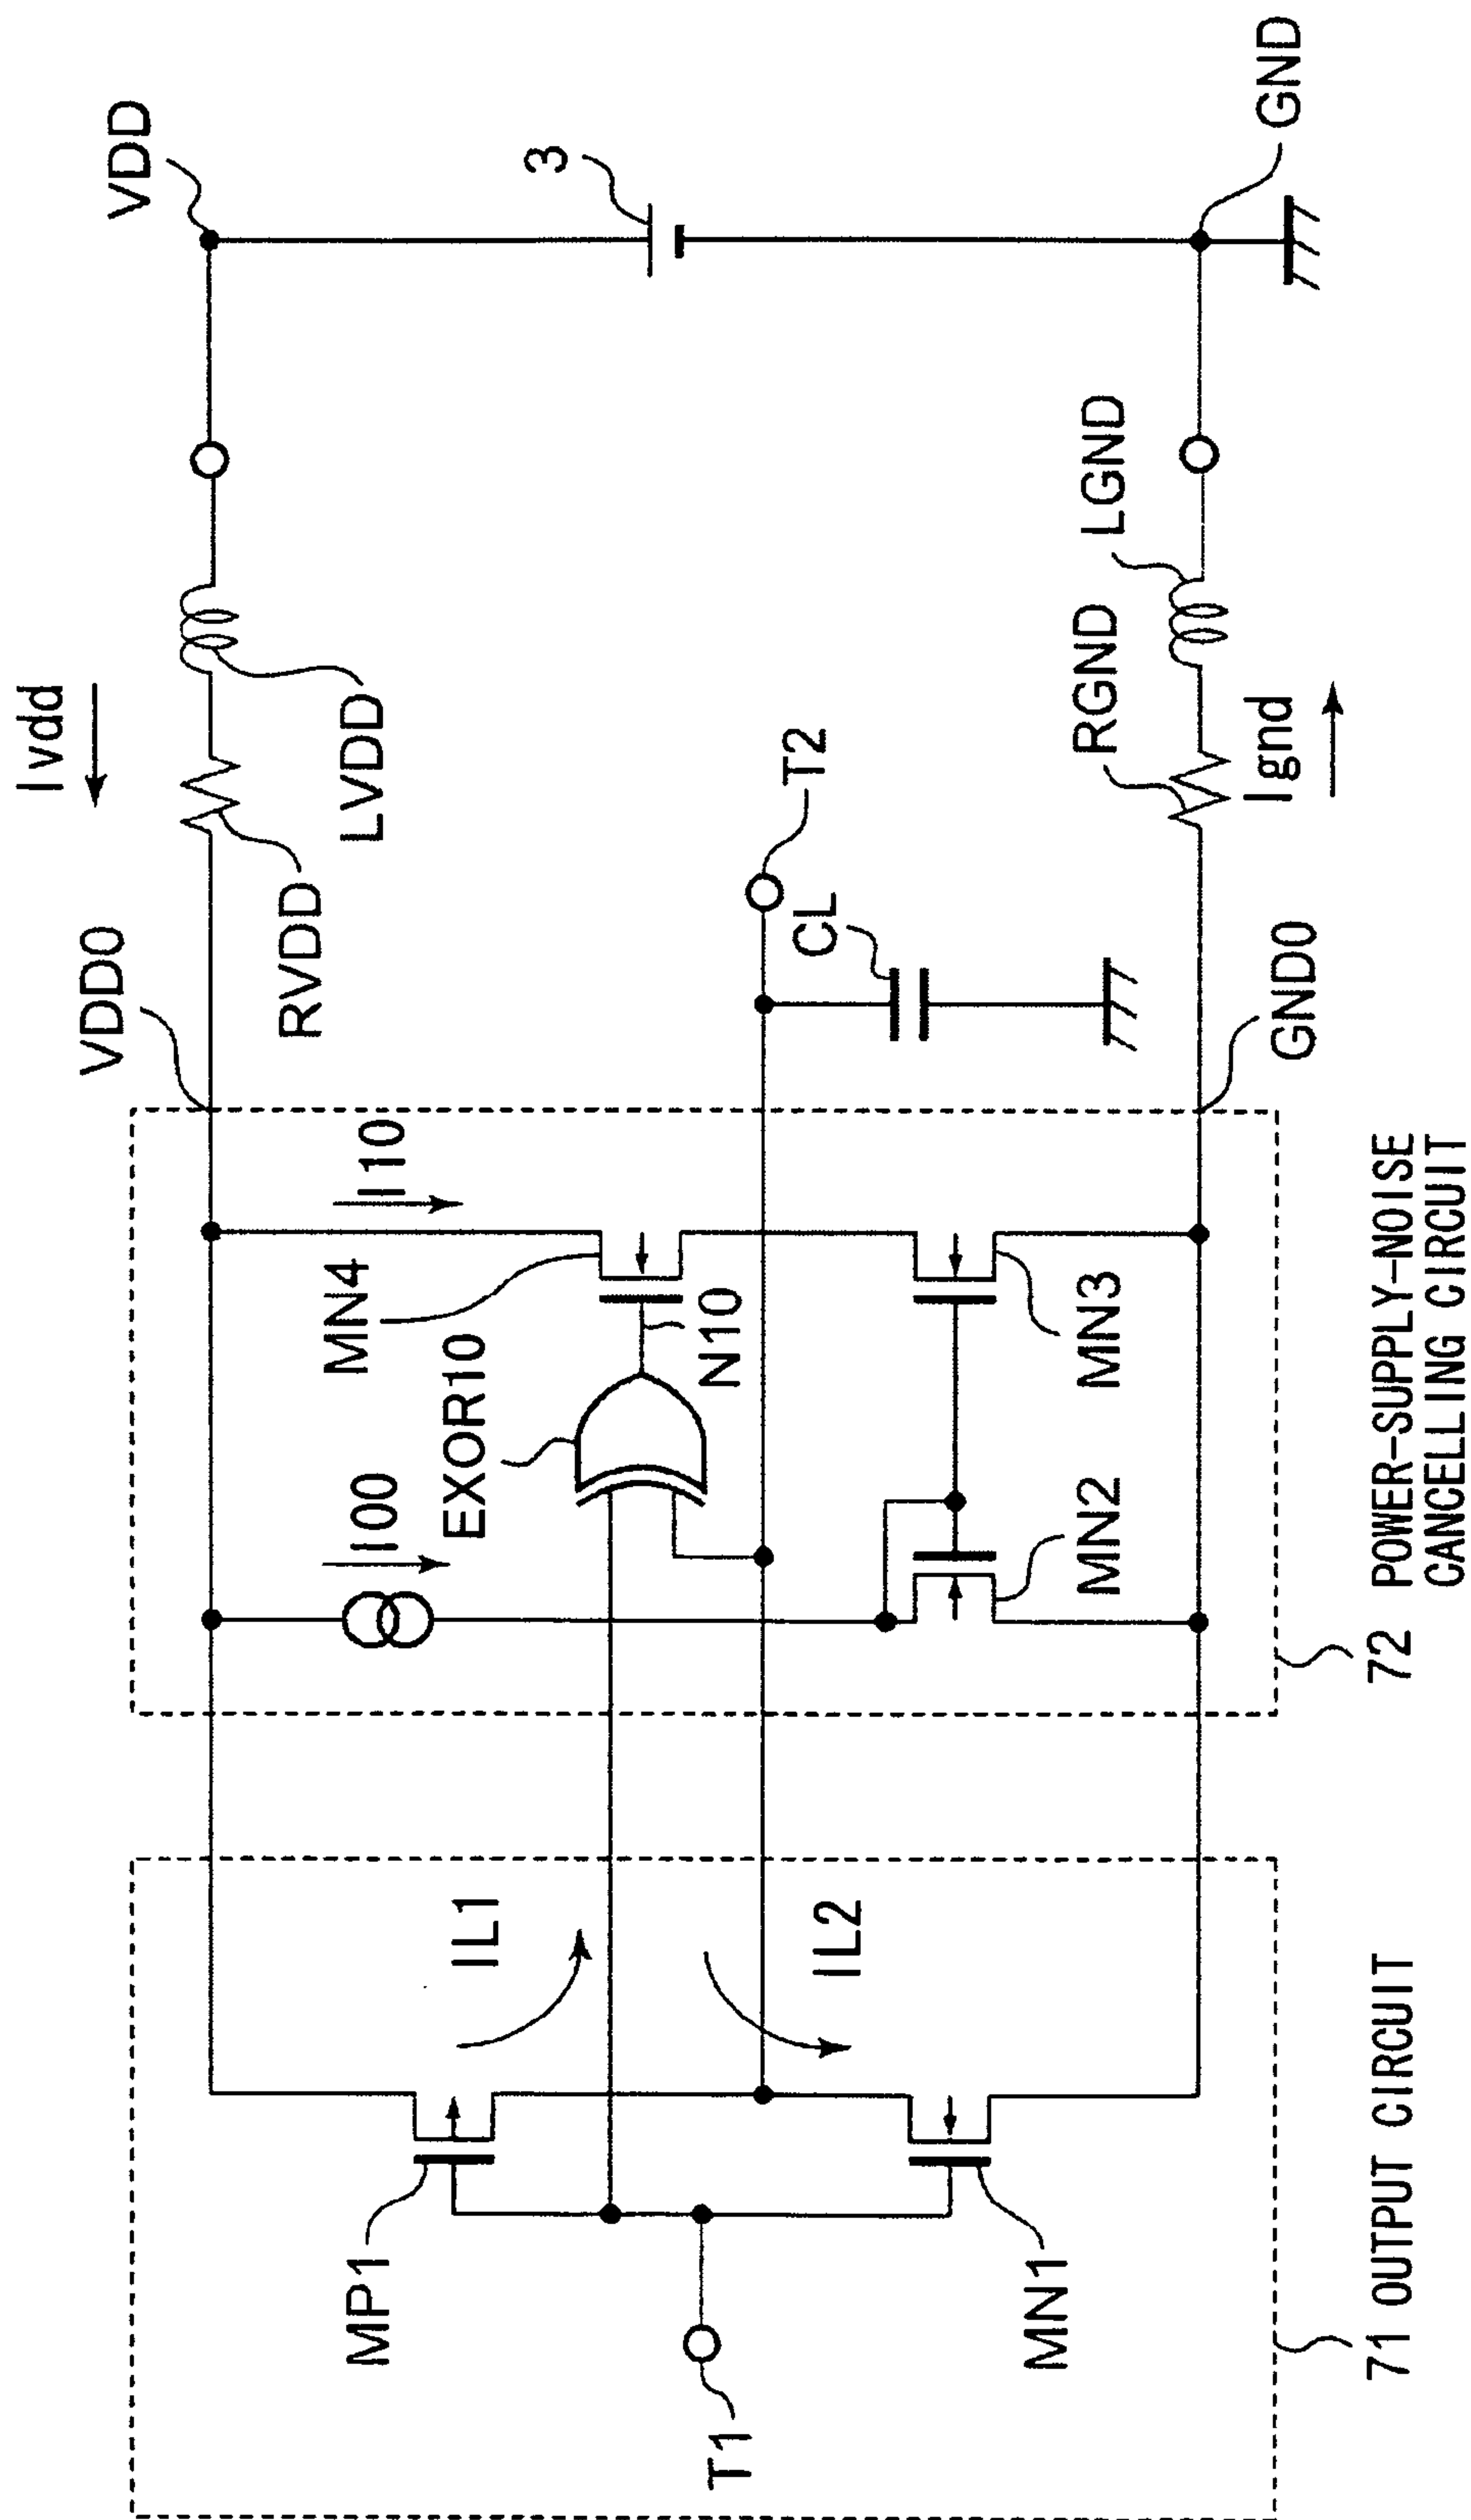 Ivdd
VDD
VDD0
RVDD
LVDD
3
I10
MN4
I00
EXOR10
N10
MP1
IL1
T1
IL2
T2
CL
RGND
LGND
Ignd
GND
MN1
MN2
MN3
GND0
71 OUTPUT CIRCUIT
72 POWER-SUPPLY-NOISE
CANCELLING CIRCUIT